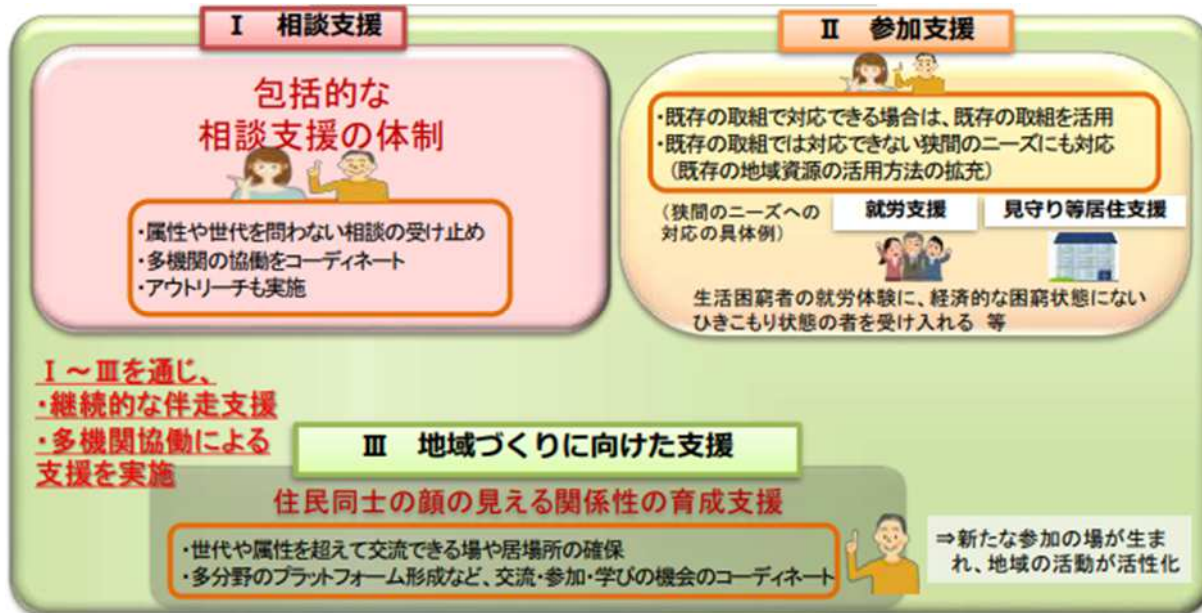 Ⅰ 相談支援
包括的な
相談支援の体制
・属性や世代を問わない相談の受け止め
・多機関の協働をコーディネート
・アウトリーチも実施
Ⅱ 参加支援
・既存の取組で対応できる場合は、既存の取組を活用
・既存の取組では対応できない狭間のニーズにも対応
（既存の地域資源の活用方法の拡充）
（狭間のニーズへの
対応の具体例）
就労支援
見守り等居住支援
生活困窮者の就労体験に、経済的な困窮状態にない
ひきこもり状態の者を受け入れる 等
Ⅰ～Ⅲを通じ、
・継続的な伴走支援
・多機関協働による
支援を実施
Ⅲ 地域づくりに向けた支援
住民同士の顔の見える関係性の育成支援
・世代や属性を超えて交流できる場や居場所の確保
・多分野のプラットフォーム形成など、交流・参加・学びの機会のコーディネート
⇒新たな参加の場が生ま
れ、地域の活動が活性化